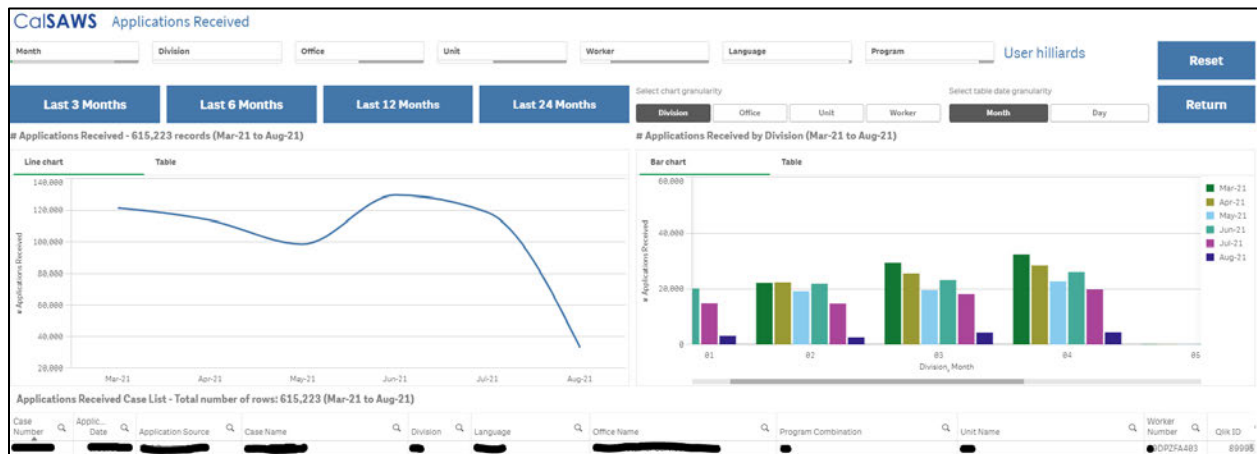 CalSAWS Applications Received
Month Division Office Unit Worker Language Program User hilliards Reset
Select chart granularity Select table date granularity
Last 3 Months Last 6 Months Last 12 Months Last 24 Months Division Office Unit Worker Month Day Return
# Applications Received - 615,223 records (Mar-21 to Aug-21)
Line chart Table
140,000
120,000
100,000
80,000
60,000
40,000
20,000
# Applications Received
Mar-21 Apr-21 May-21 Jun-21 Jul-21 Aug-21
# Applications Received by Division (Mar-21 to Aug-21)
Bar chart Table
60,000
40,000
20,000
0
# Applications Received
01 02 03 04 05
Division, Month
Mar-21
Apr-21
May-21
Jun-21
Jul-21
Aug-21
Applications Received Case List - Total number of rows: 615,223 (Mar-21 to Aug-21)
Case Number Applic... Date Application Source Case Name Division Language Office Name Program Combination Unit Name Worker Number Qlik ID